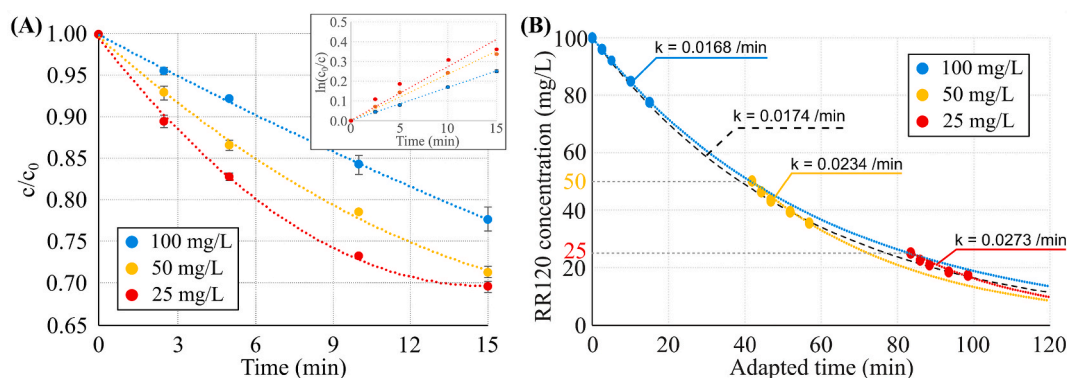 (A)
1.00
0.95
0.90
0.85
0.80
0.75
0.70
0.65
c/c0
0
3
6
9
12
15
Time (min)
100 mg/L
50 mg/L
25 mg/L
0.5
0.4
0.3
0.2
0.1
0.0
ln(c0/c)
0
5
10
15
Time (min)
(B)
100
80
60
50
40
25
20
0
RR120 concentration (mg/L)
0
20
40
60
80
100
120
Adapted time (min)
k = 0.0168 /min
k = 0.0174 /min
k = 0.0234 /min
k = 0.0273 /min
100 mg/L
50 mg/L
25 mg/L